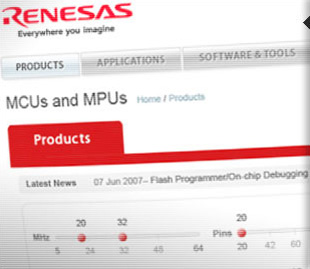 RENESAS
Everywhere you imagine
PRODUCTS APPLICATIONS SOFTWARE & TOOLS
MCUs and MPUs Home / Products
Products
Latest News 07 Jun 2007– Flash Programmer/On-chip Debugging
20 32 20
MHz Pins
5 24 32 48 64 20 42 60